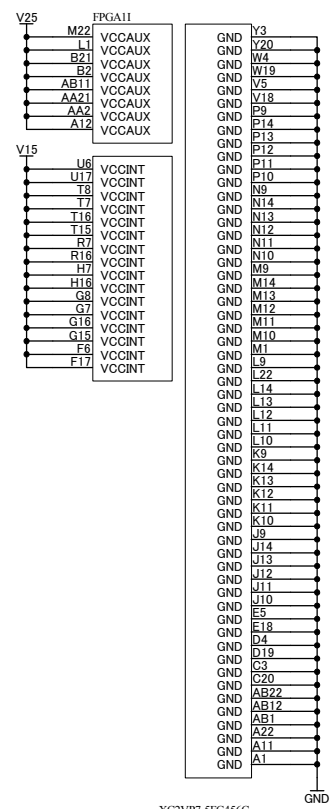 V25
FPGA1I
M22 VCCAUX
L1 VCCAUX
B21 VCCAUX
B2 VCCAUX
AB11 VCCAUX
AA21 VCCAUX
AA2 VCCAUX
A12 VCCAUX
V15
U6 VCCINT
U17 VCCINT
T8 VCCINT
T7 VCCINT
T16 VCCINT
T15 VCCINT
R7 VCCINT
R16 VCCINT
H7 VCCINT
H16 VCCINT
G8 VCCINT
G7 VCCINT
G16 VCCINT
G15 VCCINT
F6 VCCINT
F17 VCCINT
GND Y3
GND Y20
GND W4
GND W19
GND V5
GND V18
GND P9
GND P14
GND P13
GND P12
GND P11
GND P10
GND N9
GND N14
GND N13
GND N12
GND N11
GND N10
GND M9
GND M14
GND M13
GND M12
GND M11
GND M10
GND M1
GND L9
GND L22
GND L14
GND L13
GND L12
GND L11
GND L10
GND K9
GND K14
GND K13
GND K12
GND K11
GND K10
GND J9
GND J14
GND J13
GND J12
GND J11
GND J10
GND E5
GND E18
GND D4
GND D19
GND C3
GND C20
GND AB22
GND AB12
GND AB1
GND A22
GND A11
GND A1
GND